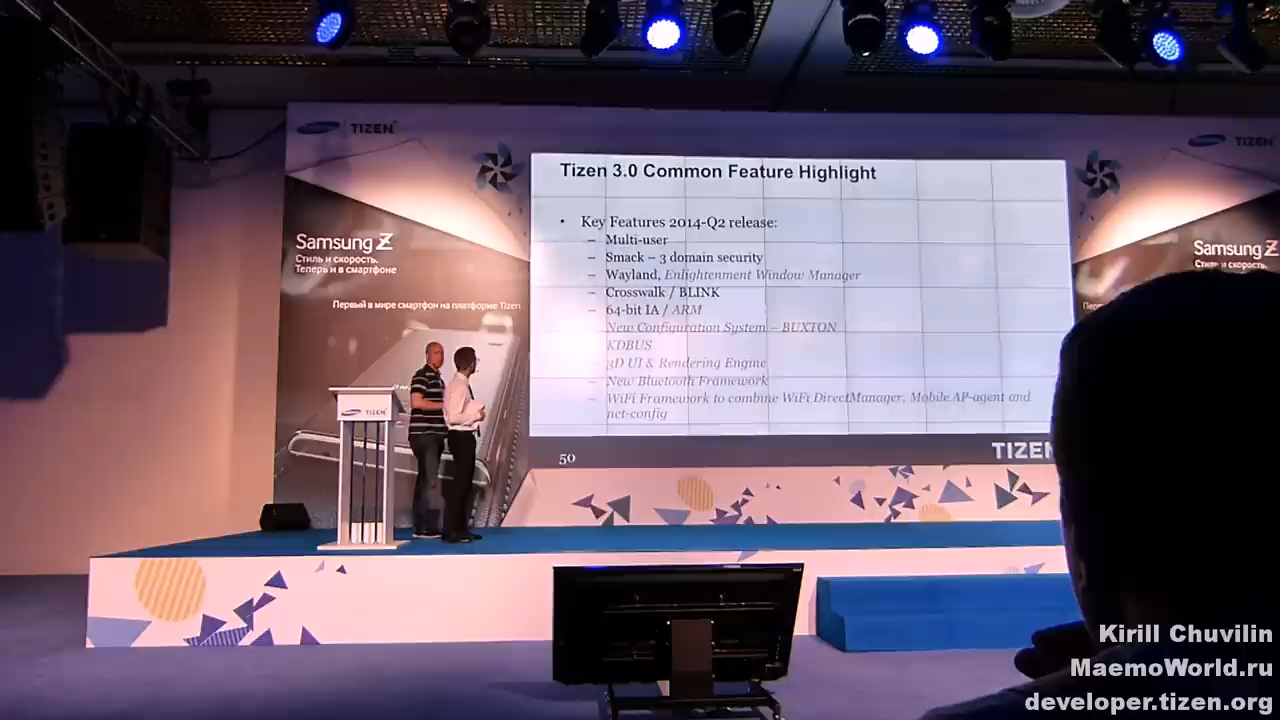 TIZEN
TIZEN
Samsung Z
Стиль и скорость.
Теперь и в смартфоне
Первый в мире смартфон на платформе Tizen
TIZEN
Tizen 3.0 Common Feature Highlight
• Key Features 2014-Q2 release:
– Multi-user
– Smack – 3 domain security
– Wayland, Enlightenment Window Manager
– Crosswalk / BLINK
– 64-bit IA / ARM
– New Configuration System – BUXTON
KDBUS
3D UI & Rendering Engine
– New Bluetooth Framework
– WiFi Framework to combine WiFi DirectManager, Mobile AP-agent and
net-config
50
TIZEN
Samsung Z
Стиль и скорость.
Kirill Chuvilin
MaemoWorld.ru
developer.tizen.org